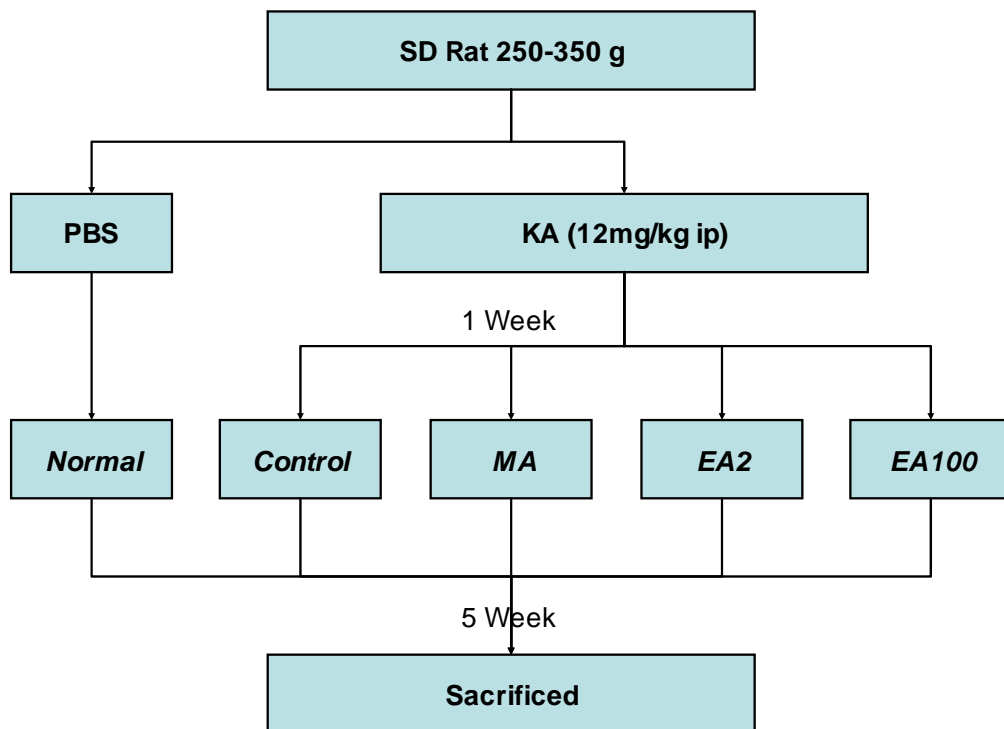 SD Rat 250-350 g
PBS
KA (12mg/kg ip)
1 Week
Normal
Control
MA
EA2
EA100
5 Week
Sacrificed